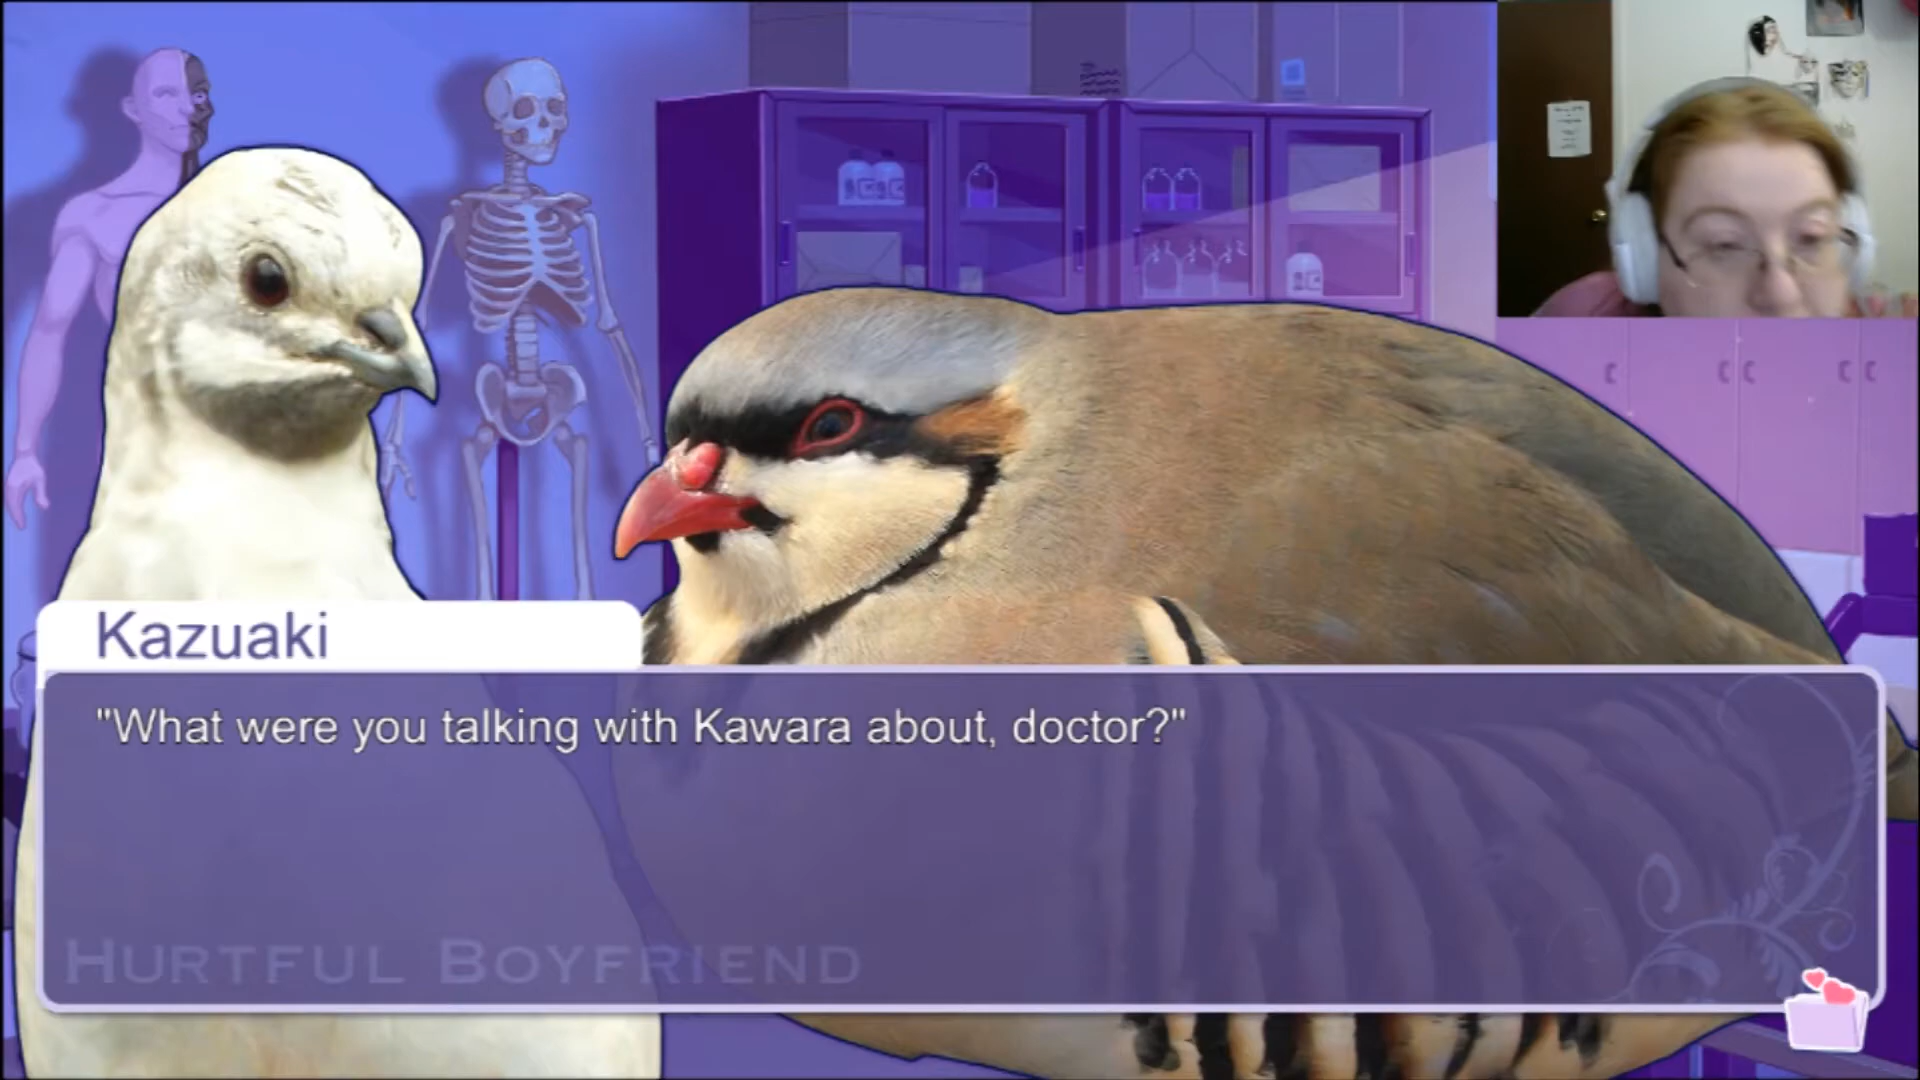 Kazuaki
"What were you talking with Kawara about, doctor?"
HURTFUL BOYFRIEND